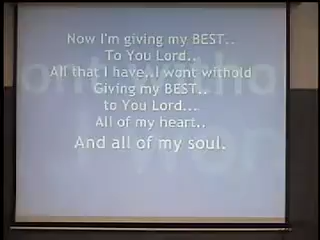 Now I'm giving my BEST..
To You Lord..
All that I have..I wont withold
Giving my BEST..
to You Lord...
All of my heart..
And all of my soul.